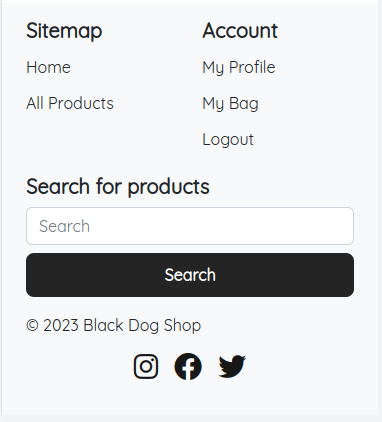 Sitemap
Home
All Products
Account
My Profile
My Bag
Logout
Search for products
Search
Search
© 2023 Black Dog Shop